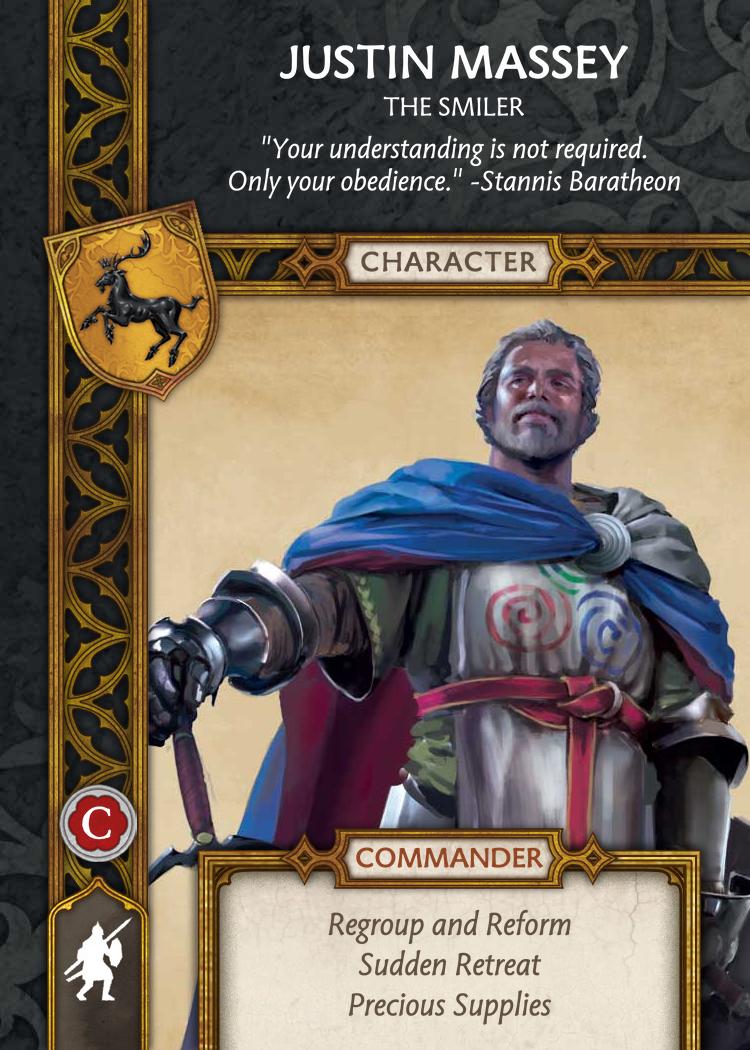 JUSTIN MASSEY
THE SMILER
"Your understanding is not required.
Only your obedience." -Stannis Baratheon
CHARACTER
C
COMMANDER
Regroup and Reform
Sudden Retreat
Precious Supplies